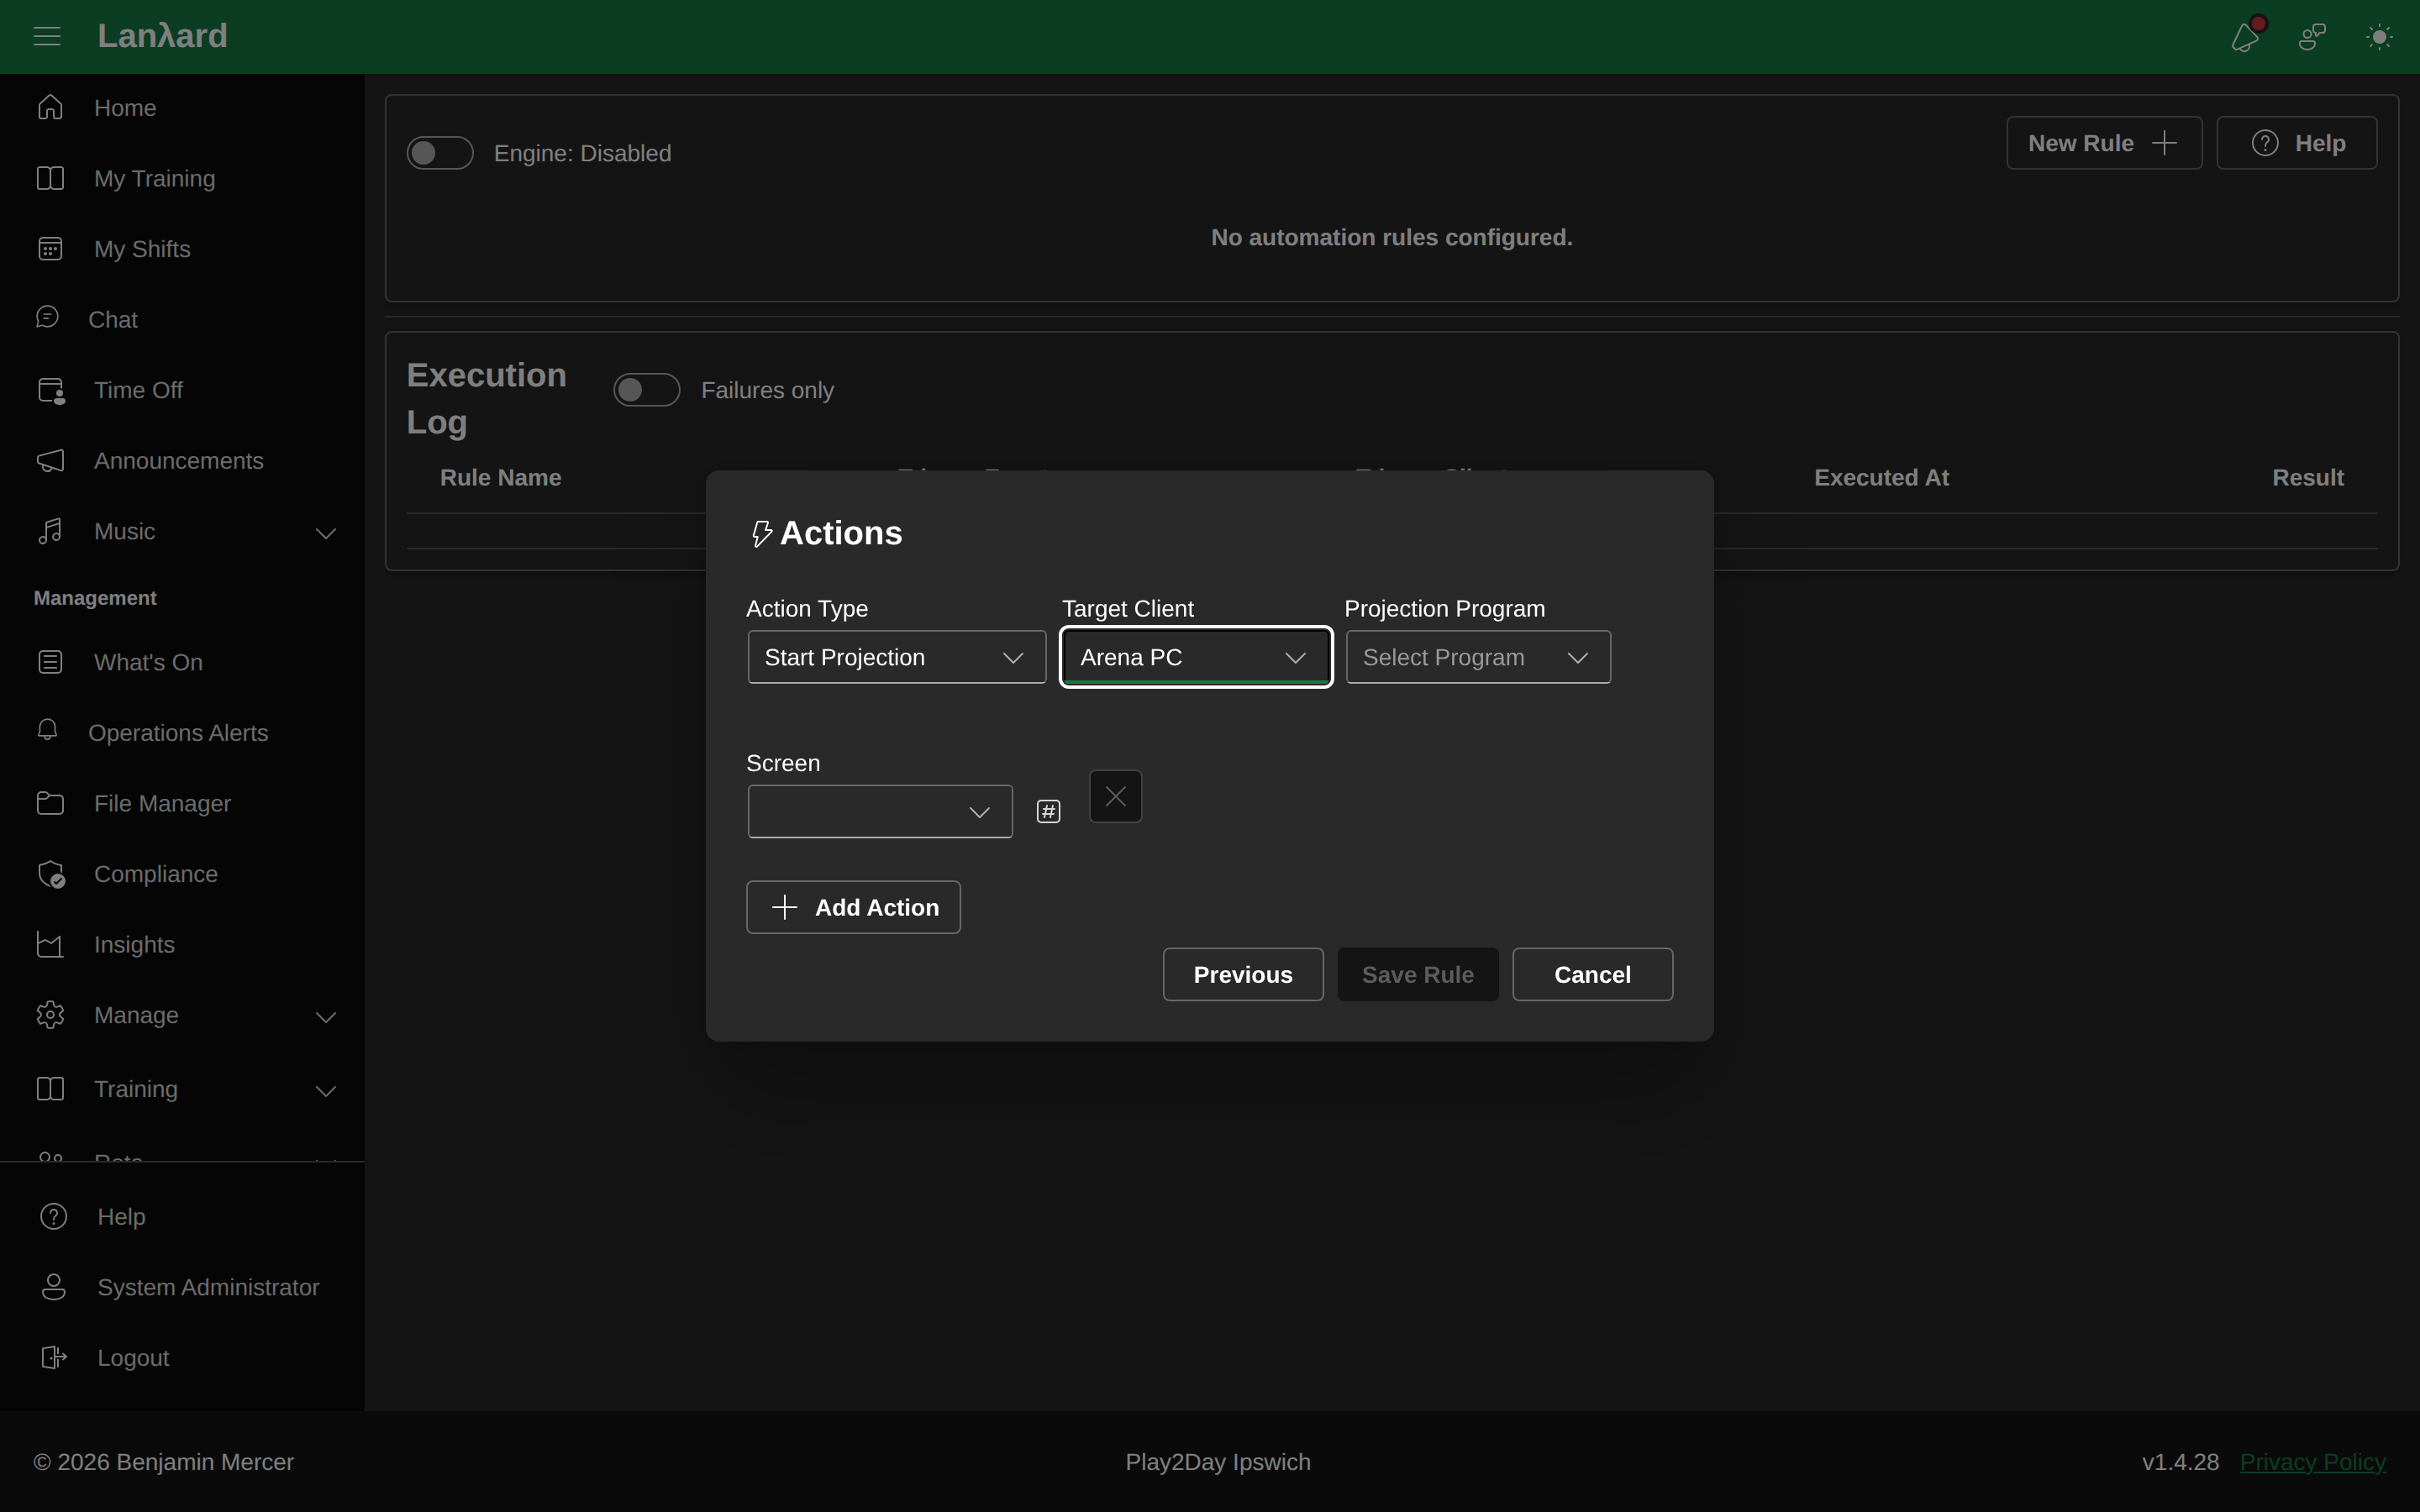 Lanλard
Home
My Training
My Shifts
Chat
Time Off
Announcements
Music
Management
What's On
Operations Alerts
File Manager
Compliance
Insights
Manage
Training
Help
System Administrator
Logout
Engine: Disabled
New Rule
Help
No automation rules configured.
Execution
Log
Failures only
Rule Name
Executed At
Result
Actions
Action Type
Target Client
Projection Program
Start Projection
Arena PC
Select Program
Screen
Add Action
Previous
Save Rule
Cancel
© 2026 Benjamin Mercer
Play2Day Ipswich
v1.4.28
Privacy Policy